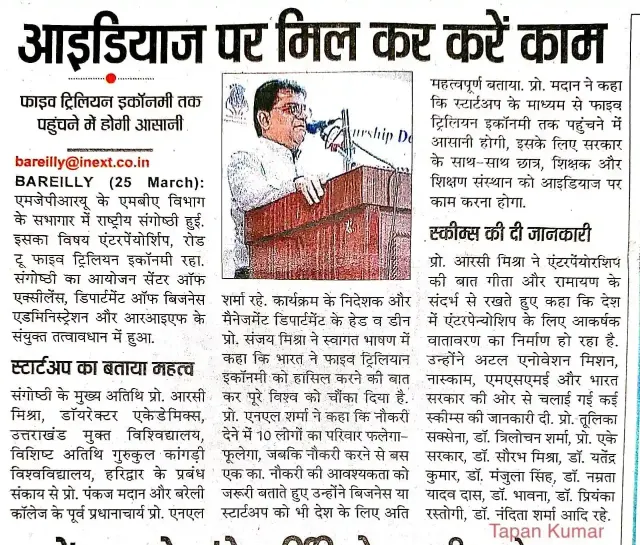 आइडियाज पर मिल कर करें काम
फाइव ट्रिलियन इकॉनमी तक
पहुंचने में होगी आसानी
bareilly@inext.co.in
BAREILLY (25 March):
एमजेपीआरयू के एमबीए विभाग
के सभागार में राष्ट्रीय संगोष्ठी हुई.
इसका विषय एंटरपेंयोर्शिप, रोड
टू फाइव ट्रिलियन इकॉनमी रहा.
संगोष्ठी का आयोजन सेंटर ऑफ
एक्सीलेंस, डिपार्टमेंट ऑफ बिजनेस
एडमिनिस्ट्रेशन और आरआइएफ के
संयुक्त तत्वावधान में हुआ.
स्टार्टअप का बताया महत्व
संगोष्ठी के मुख्य अतिथि प्रो. आरसी
मिश्रा, डॉयरेक्टर एकेडेमिक्स,
उत्तराखंड मुक्त विश्विद्यालय,
विशिष्ट अतिथि गुरुकुल कांगड़ी
विश्वविद्यालय, हरिद्वार के प्रबंध
संकाय से प्रो. पंकज मदान और बरेली
कॉलेज के पूर्व प्रधानाचार्य प्रो. एनएल
urship De
शर्मा रहे. कार्यक्रम के निदेशक और
मैनेजमेंट डिपार्टमेंट के हेड व डीन
प्रो. संजय मिश्रा ने स्वागत भाषण में
कहा कि भारत ने फाइव ट्रिलियन
इकॉनमी को हासिल करने की बात
कर पूरे विश्व को चौंका दिया है.
प्रो. एनएल शर्मा ने कहा कि नौकरी
देने में 10 लोगों का परिवार फलेगा-
फूलेगा, जबकि नौकरी करने से बस
एक का. नौकरी की आवश्यकता को
जरूरी बताते हुए उन्होंने बिजनेस या
स्टार्टअप को भी देश के लिए अति
महत्वपूर्ण बताया. प्रो. मदान ने कहा
कि स्टार्टअप के माध्यम से फाइव
ट्रिलियन इकॉनमी तक पहुंचने में
आसानी होगी, इसके लिए सरकार
के साथ-साथ छात्र, शिक्षक और
शिक्षण संस्थान को आइडियाज पर
काम करना होगा.
स्कीम्स की दी जानकारी
प्रो. आरसी मिश्रा ने एंटरपेंयोरशिप
की बात गीता और रामायण के
संदर्भ से रखते हुए कहा कि देश
में एंटरपेन्योशिप के लिए आकर्षक
वातावरण का निर्माण हो रहा है.
उन्होंने अटल एनोवेशन मिशन,
नास्काम, एमएसएमई और भारत
सरकार की ओर से चलाई गई कई
स्कीम्स की जानकारी दी. प्रो. तूलिका
सक्सेना, डॉ. त्रिलोचन शर्मा, प्रो. एके
सरकार, डॉ. सौरभ मिश्रा, डॉ. यतेंद्र
कुमार, डॉ. मंजुला सिंह, डॉ. नम्रता
यादव दास, डॉ. भावना, डॉ. प्रियंका
रस्तोगी, डॉ. नंदिता शर्मा आदि रहे.
Tapan Kumar